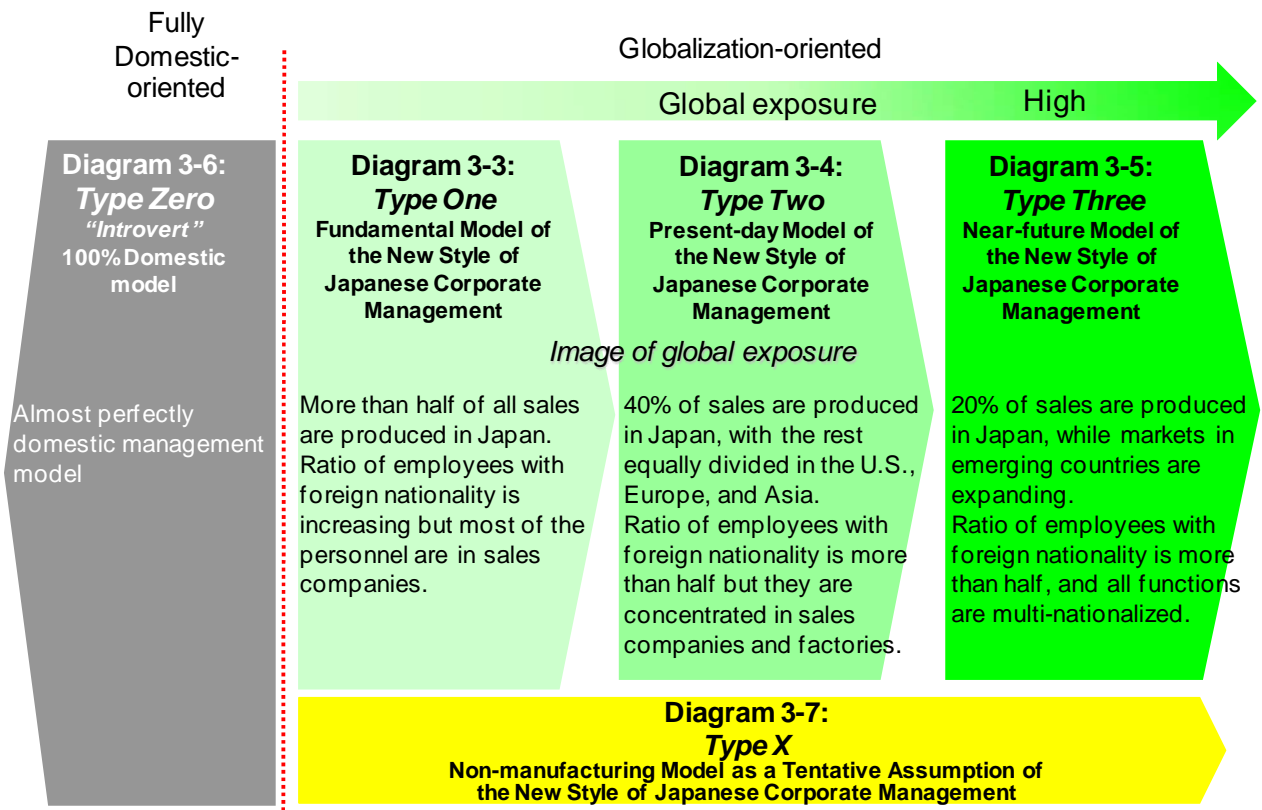 Fully
Domestic-
oriented
Globalization-oriented
Global exposure
High
Diagram 3-6:
Type Zero
“Introvert”
100% Domestic
model
Almost perfectly
domestic management
model
Diagram 3-3:
Type One
Fundamental Model of
the New Style of
Japanese Corporate
Management
Diagram 3-4:
Type Two
Present-day Model of
the New Style of
Japanese Corporate
Management
Diagram 3-5:
Type Three
Near-future Model of
the New Style of
Japanese Corporate
Management
Image of global exposure
More than half of all sales
are produced in Japan.
Ratio of employees with
foreign nationality is
increasing but most of the
personnel are in sales
companies.
40% of sales are produced
in Japan, with the rest
equally divided in the U.S.,
Europe, and Asia.
Ratio of employees with
foreign nationality is more
than half but they are
concentrated in sales
companies and factories.
20% of sales are produced
in Japan, while markets in
emerging countries are
expanding.
Ratio of employees with
foreign nationality is more
than half, and all functions
are multi-nationalized.
Diagram 3-7:
Type X
Non-manufacturing Model as a Tentative Assumption of
the New Style of Japanese Corporate Management